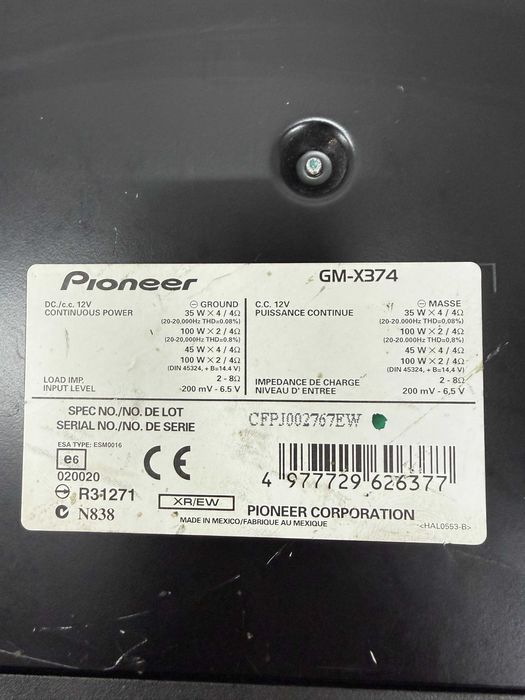 Pioneer
GM-X374
DC./c.c. 12V
⊖ GROUND
CONTINUOUS POWER
35 W × 4 / 4Ω
(20-20,000Hz THD=0,08%)
100 W × 2 / 4Ω
(20-20,000Hz THD=0,8%)
45 W × 4 / 4Ω
100 W × 2 / 4Ω
(DIN 45324, + B=14,4 V)
LOAD IMP.
2 - 8Ω
INPUT LEVEL
200 mV - 6.5 V
C.C. 12V
⊖ MASSE
PUISSANCE CONTINUE
35 W × 4 / 4Ω
(20-20,000Hz THD=0,08%)
100 W × 2 / 4Ω
(20-20,000Hz THD=0,8%)
45 W × 4 / 4Ω
100 W × 2 / 4Ω
(DIN 45324, + B=14,4 V)
IMPEDANCE DE CHARGE
2 - 8Ω
NIVEAU D' ENTREE
200 mV - 6,5 V
SPEC NO./NO. DE LOT
SERIAL NO./NO. DE SERIE
CFPJ002767EW
ESA TYPE: ESM0016
e6
020020
CE
R31271
N838
XR/EW
4 977729 626377
PIONEER CORPORATION
MADE IN MEXICO/FABRIQUE AU MEXIQUE
<HAL0553-B>